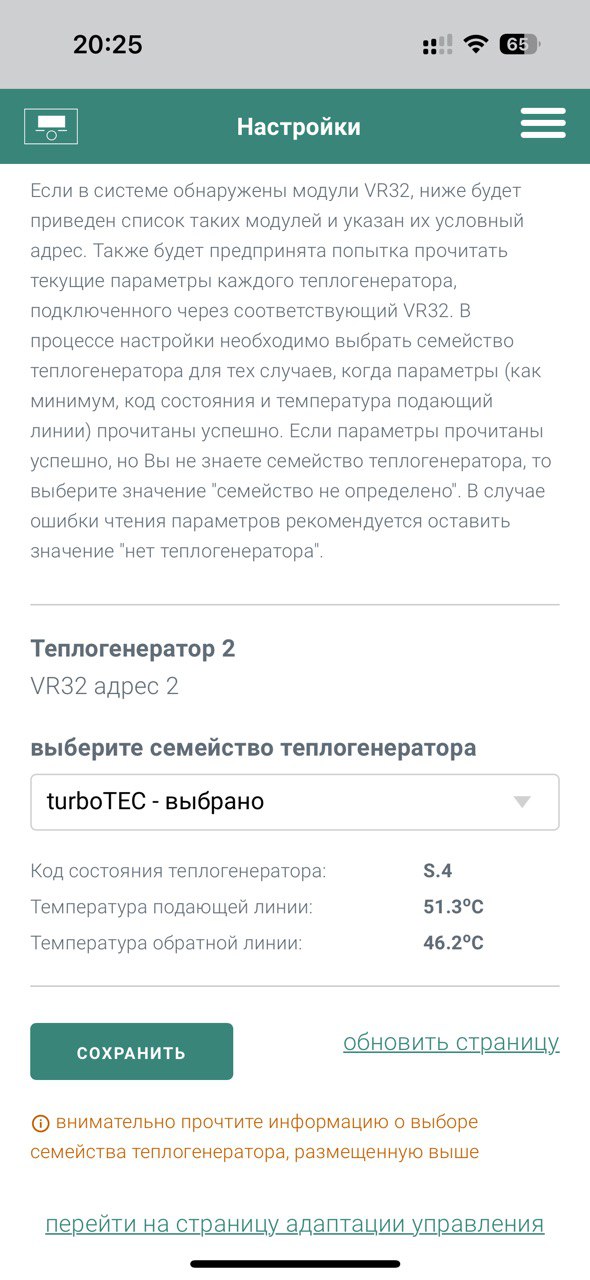 20:25
65
Настройки
Если в системе обнаружены модули VR32, ниже будет
приведен список таких модулей и указан их условный
адрес. Также будет предпринята попытка прочитать
текущие параметры каждого теплогенератора,
подключенного через соответствующий VR32. В
процессе настройки необходимо выбрать семейство
теплогенератора для тех случаев, когда параметры (как
минимум, код состояния и температура подающий
линии) прочитаны успешно. Если параметры прочитаны
успешно, но Вы не знаете семейство теплогенератора, то
выберите значение "семейство не определено". В случае
ошибки чтения параметров рекомендуется оставить
значение "нет теплогенератора".
Теплогенератор 2
VR32 адрес 2
выберите семейство теплогенератора
turboTEC - выбрано
Код состояния теплогенератора: S.4
Температура подающей линии: 51.3ºC
Температура обратной линии: 46.2ºC
СОХРАНИТЬ
обновить страницу
внимательно прочтите информацию о выборе
семейства теплогенератора, размещенную выше
перейти на страницу адаптации управления